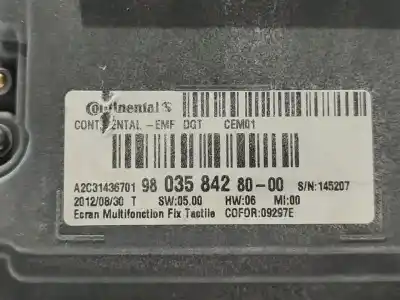 Continental
CONTINENTAL -EMF DGT CEM01
A2C31436701 98 035 842 80-00 S/N:145207
2012/08/30 T SW:05.00 HW:06 MI:00
Ecran Multifonction Fix Tactile COFOR:09297E